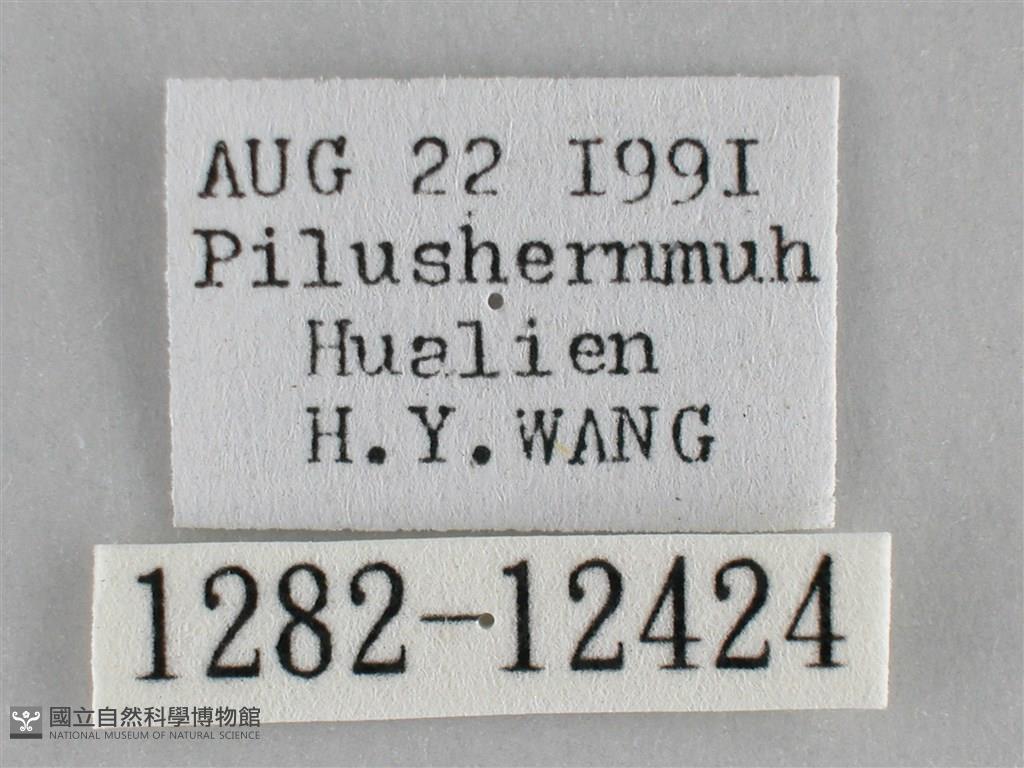 AUG 22 1991
Pilushernmuh
Hualien
H.Y.WANG
1282-12424
國立自然科學博物館
NATIONAL MUSEUM OF NATURAL SCIENCE